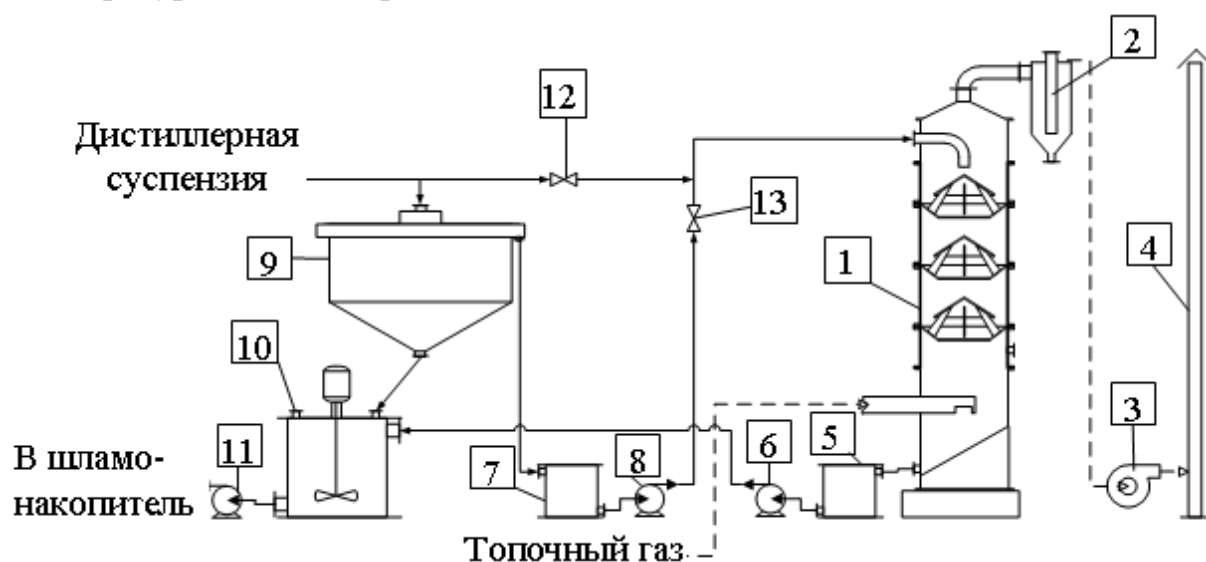 2
12
Дистиллерная
суспензия
13
9
1
4
10
3
5
11
8
6
7
В шламо-
накопитель
Топочный газ